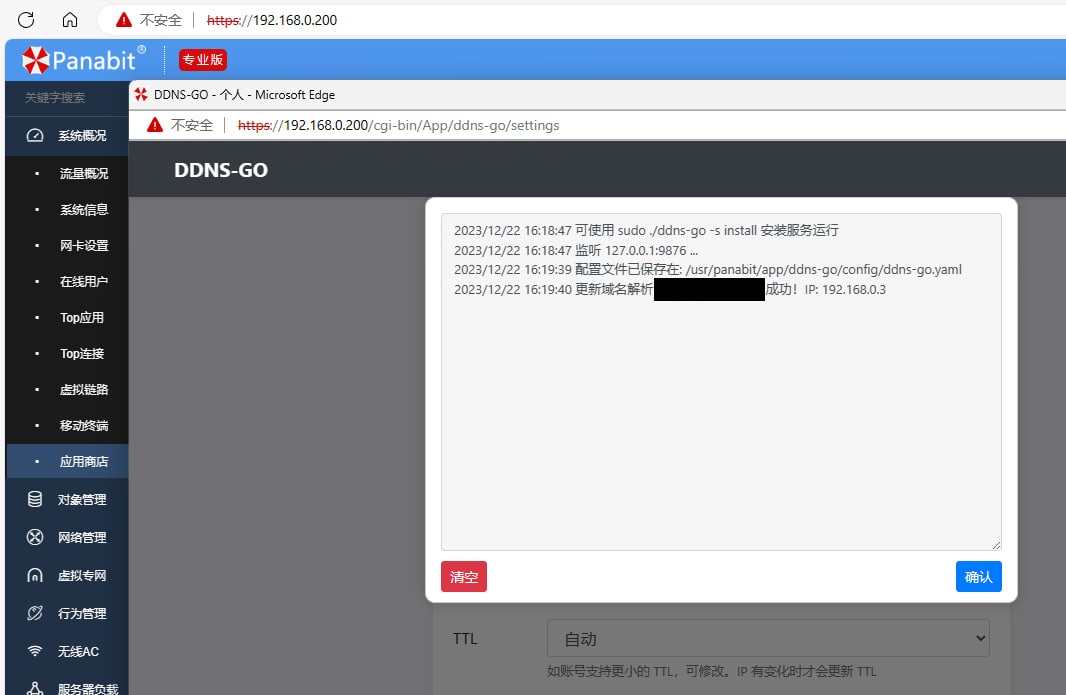 不安全 https://192.168.0.200
Panabit® 专业版
关键字搜索
系统概况
流量概况
系统信息
网卡设置
在线用户
Top应用
Top连接
虚拟链路
移动终端
应用商店
对象管理
网络管理
虚拟专网
行为管理
无线AC
服务器负载
DDNS-GO - 个人 - Microsoft Edge
不安全 https://192.168.0.200/cgi-bin/App/ddns-go/settings
DDNS-GO
2023/12/22 16:18:47 可使用 sudo ./ddns-go -s install 安装服务运行
2023/12/22 16:18:47 监听 127.0.0.1:9876 ...
2023/12/22 16:19:39 配置文件已保存在: /usr/panabit/app/ddns-go/config/ddns-go.yaml
2023/12/22 16:19:40 更新域名解析 成功！IP: 192.168.0.3
清空 确认
TTL 自动
如账号支持更小的 TTL，可修改。IP 有变化时才会更新 TTL